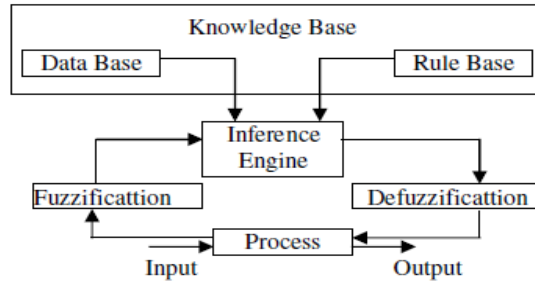 Knowledge Base
Data Base
Rule Base
Inference
Engine
Fuzzificattion
Defuzzificattion
Process
Input
Output